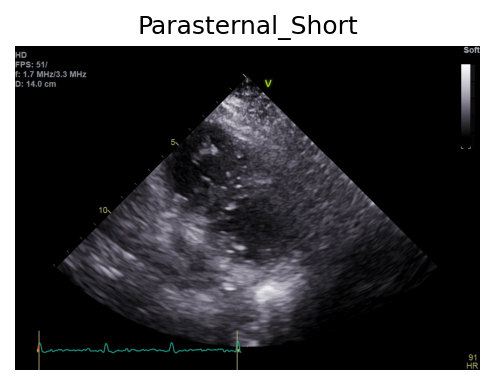 Parasternal_Short
HD
FPS: 51/
f: 1.7 MHz/3.3 MHz
D: 14.0 cm
Soft
V
5
10
91
HR